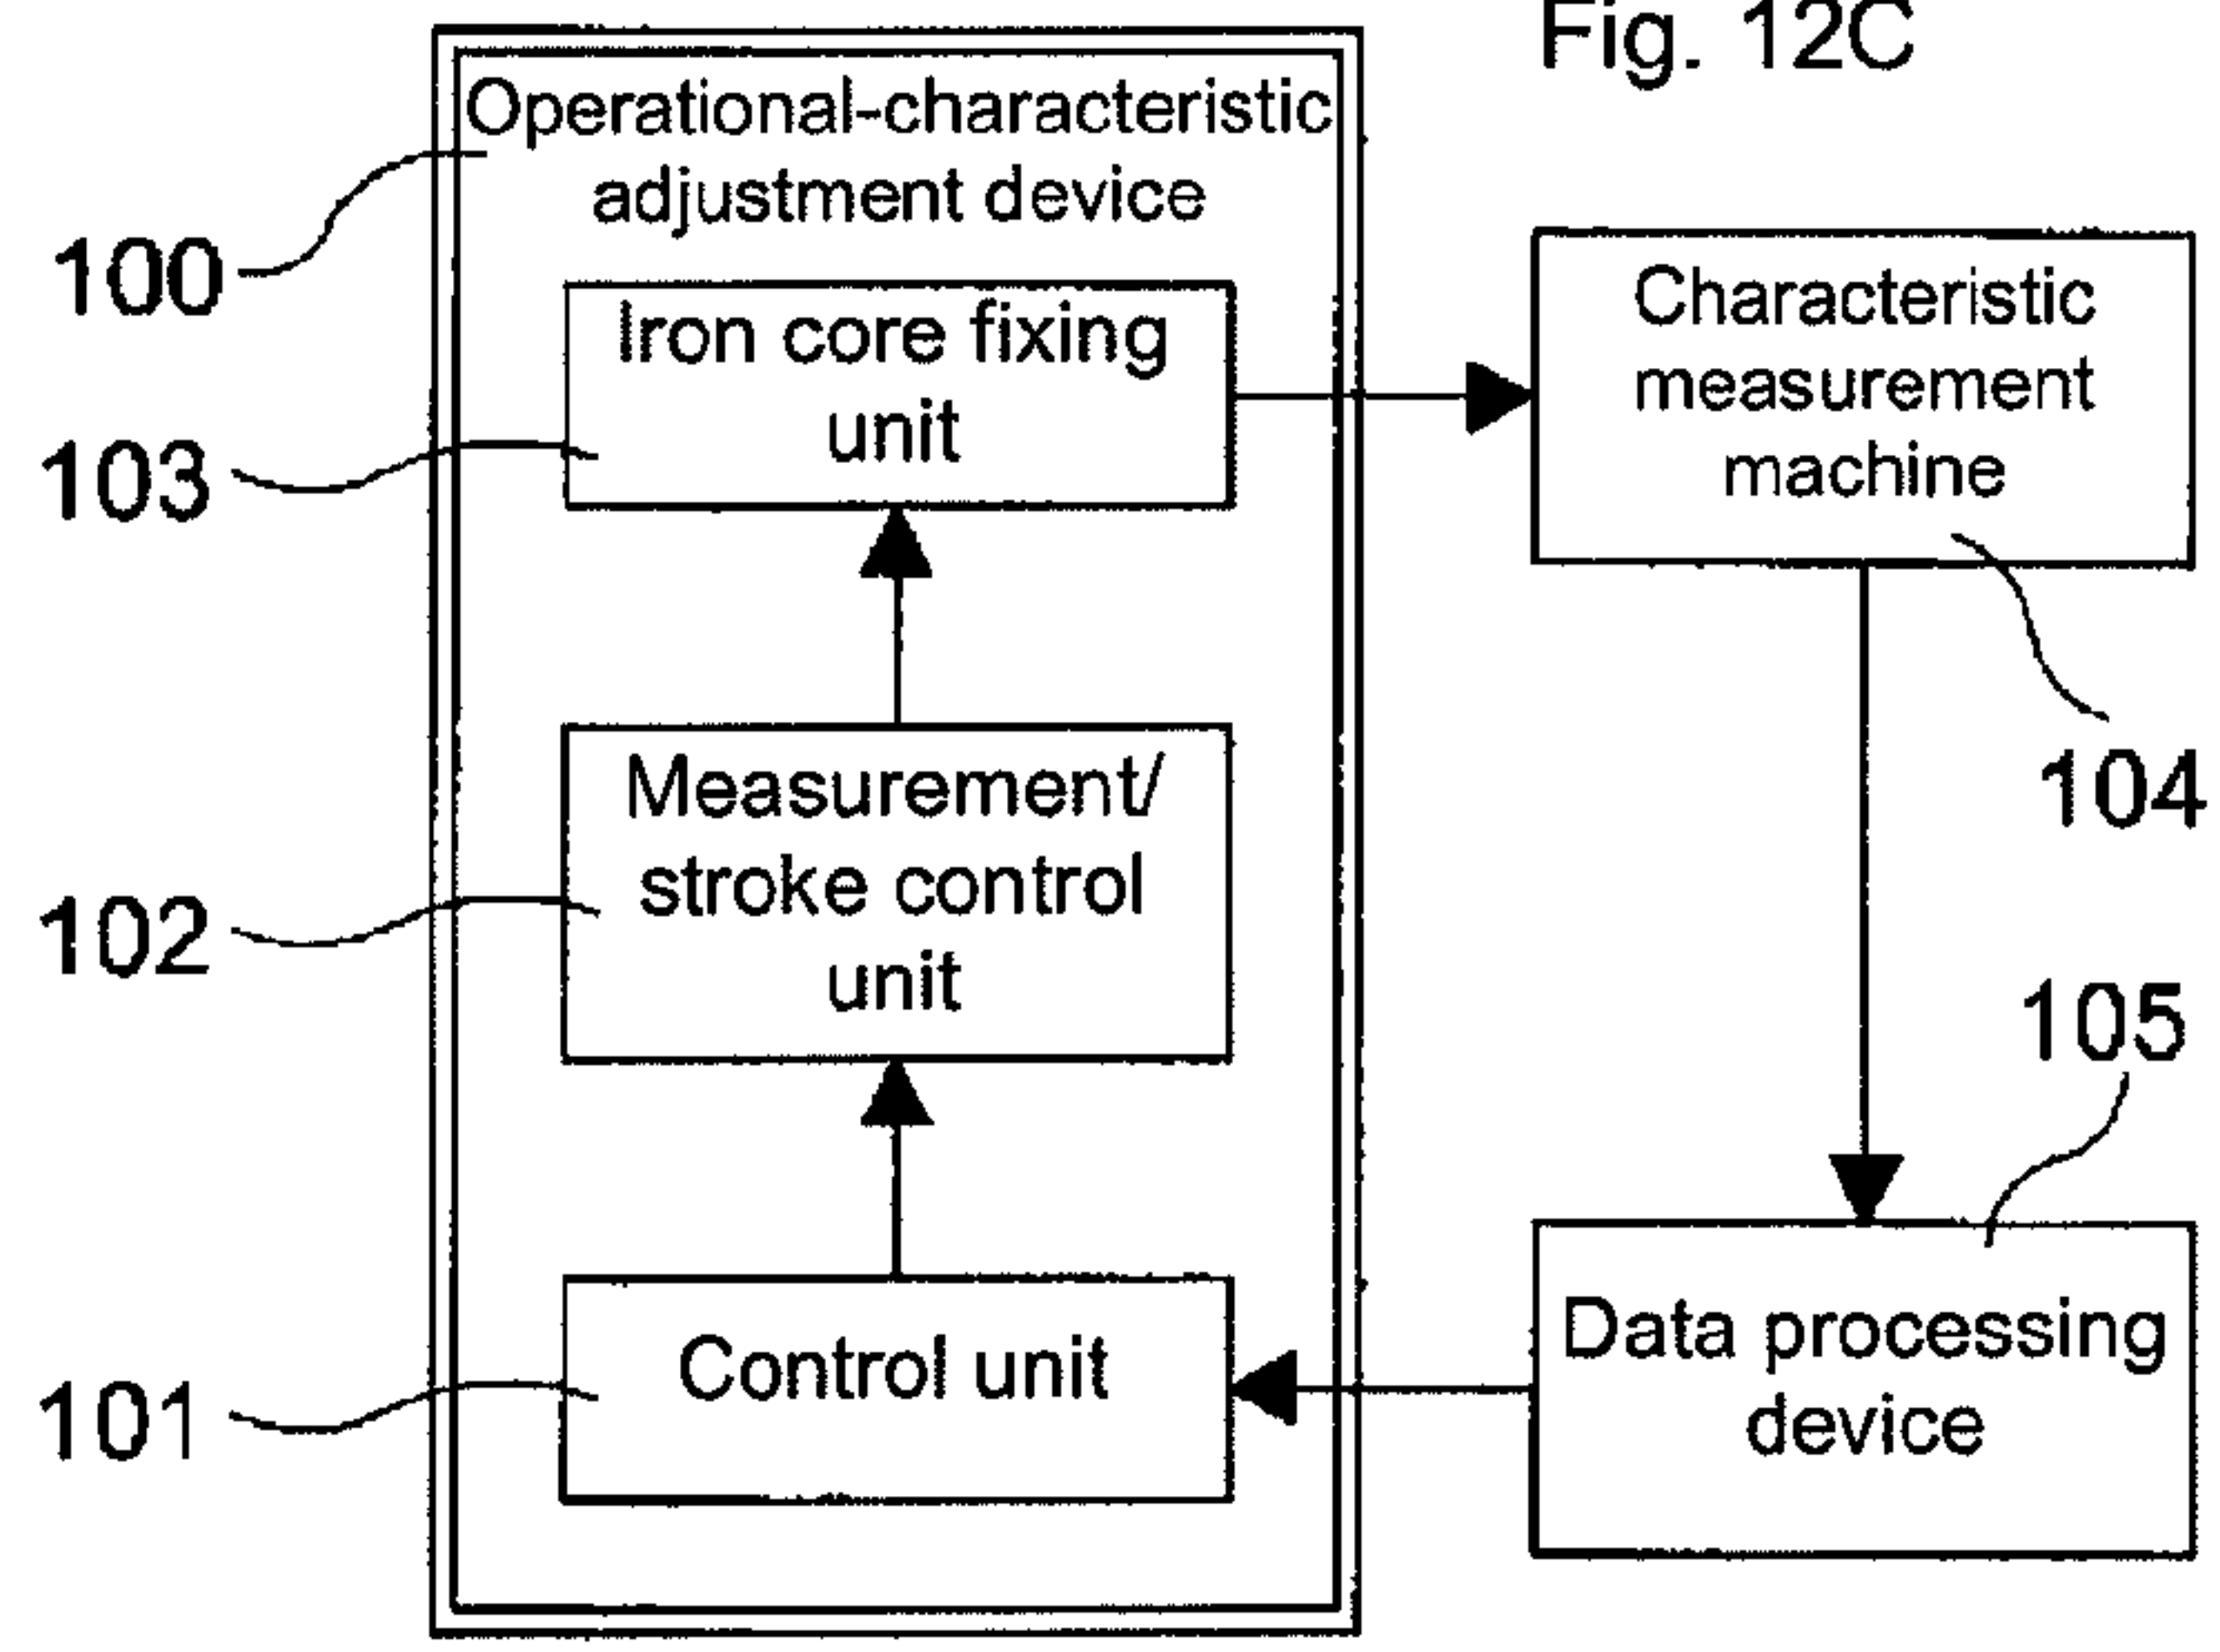 Fig. 12C
Operational-characteristic
adjustment device
100
Iron core fixing
unit
103
Characteristic
measurement
machine
104
Measurement/
stroke control
unit
102
105
Control unit
101
Data processing
device